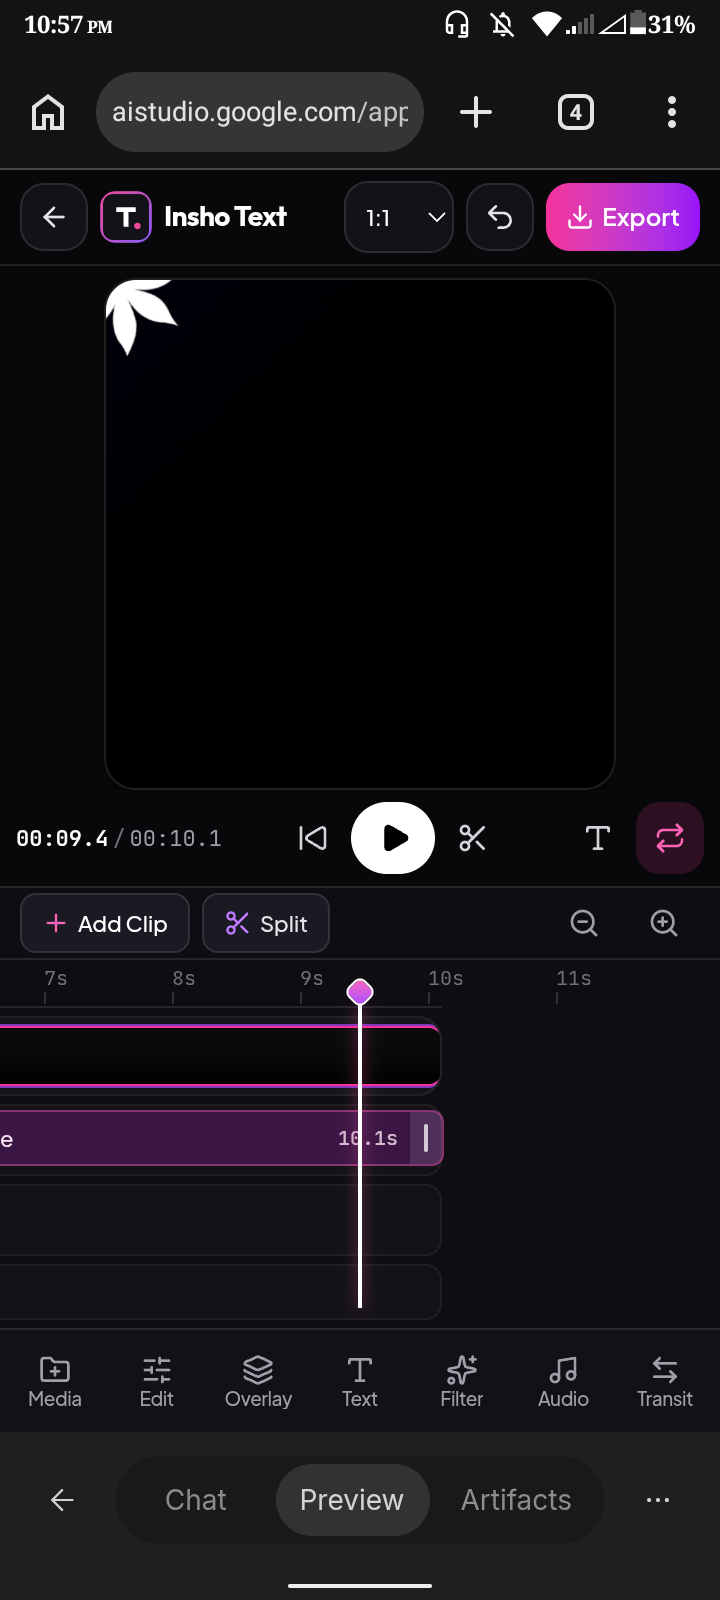 10:57 PM
31%
aistudio.google.com/app
4
T.
Insho Text
1:1
Export
00:09.4 / 00:10.1
T
Add Clip
Split
7s
8s
9s
10s
11s
e
10.1s
Media
Edit
Overlay
Text
Filter
Audio
Transit
Chat
Preview
Artifacts